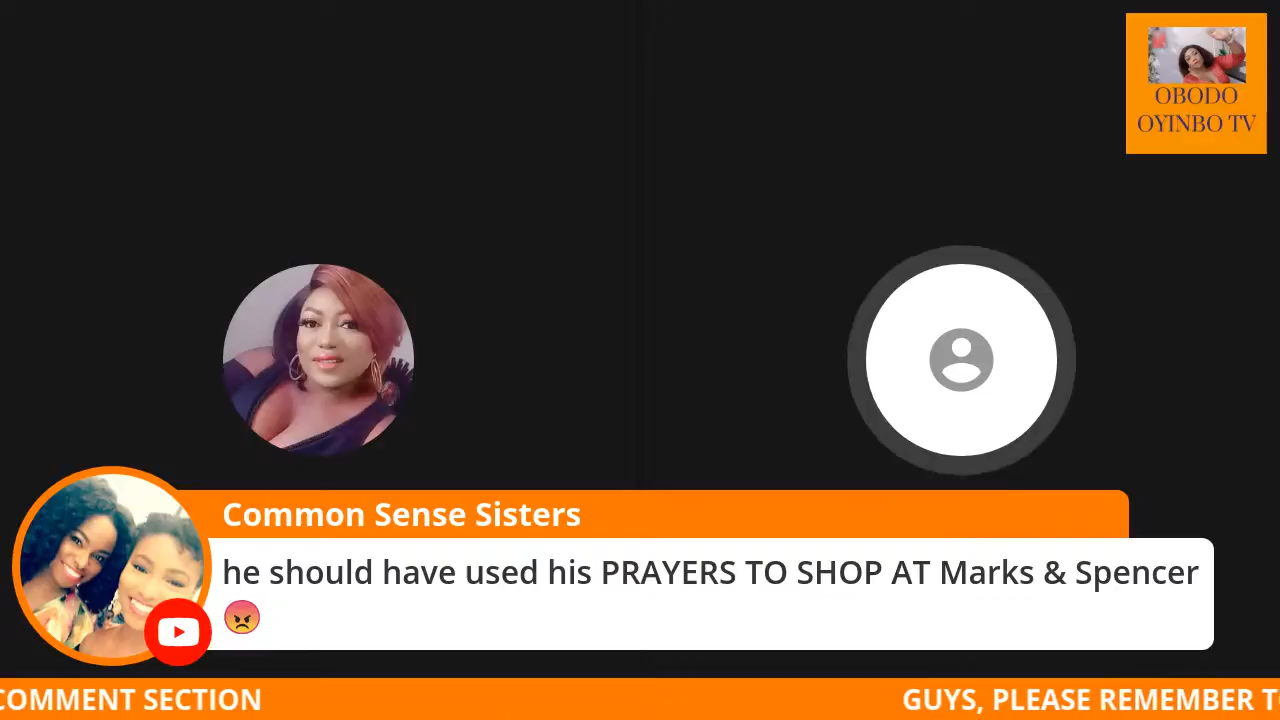 OBODO
OYINBO TV
Common Sense Sisters
he should have used his PRAYERS TO SHOP AT Marks & Spencer
😡
COMMENT SECTION
GUYS, PLEASE REMEMBER